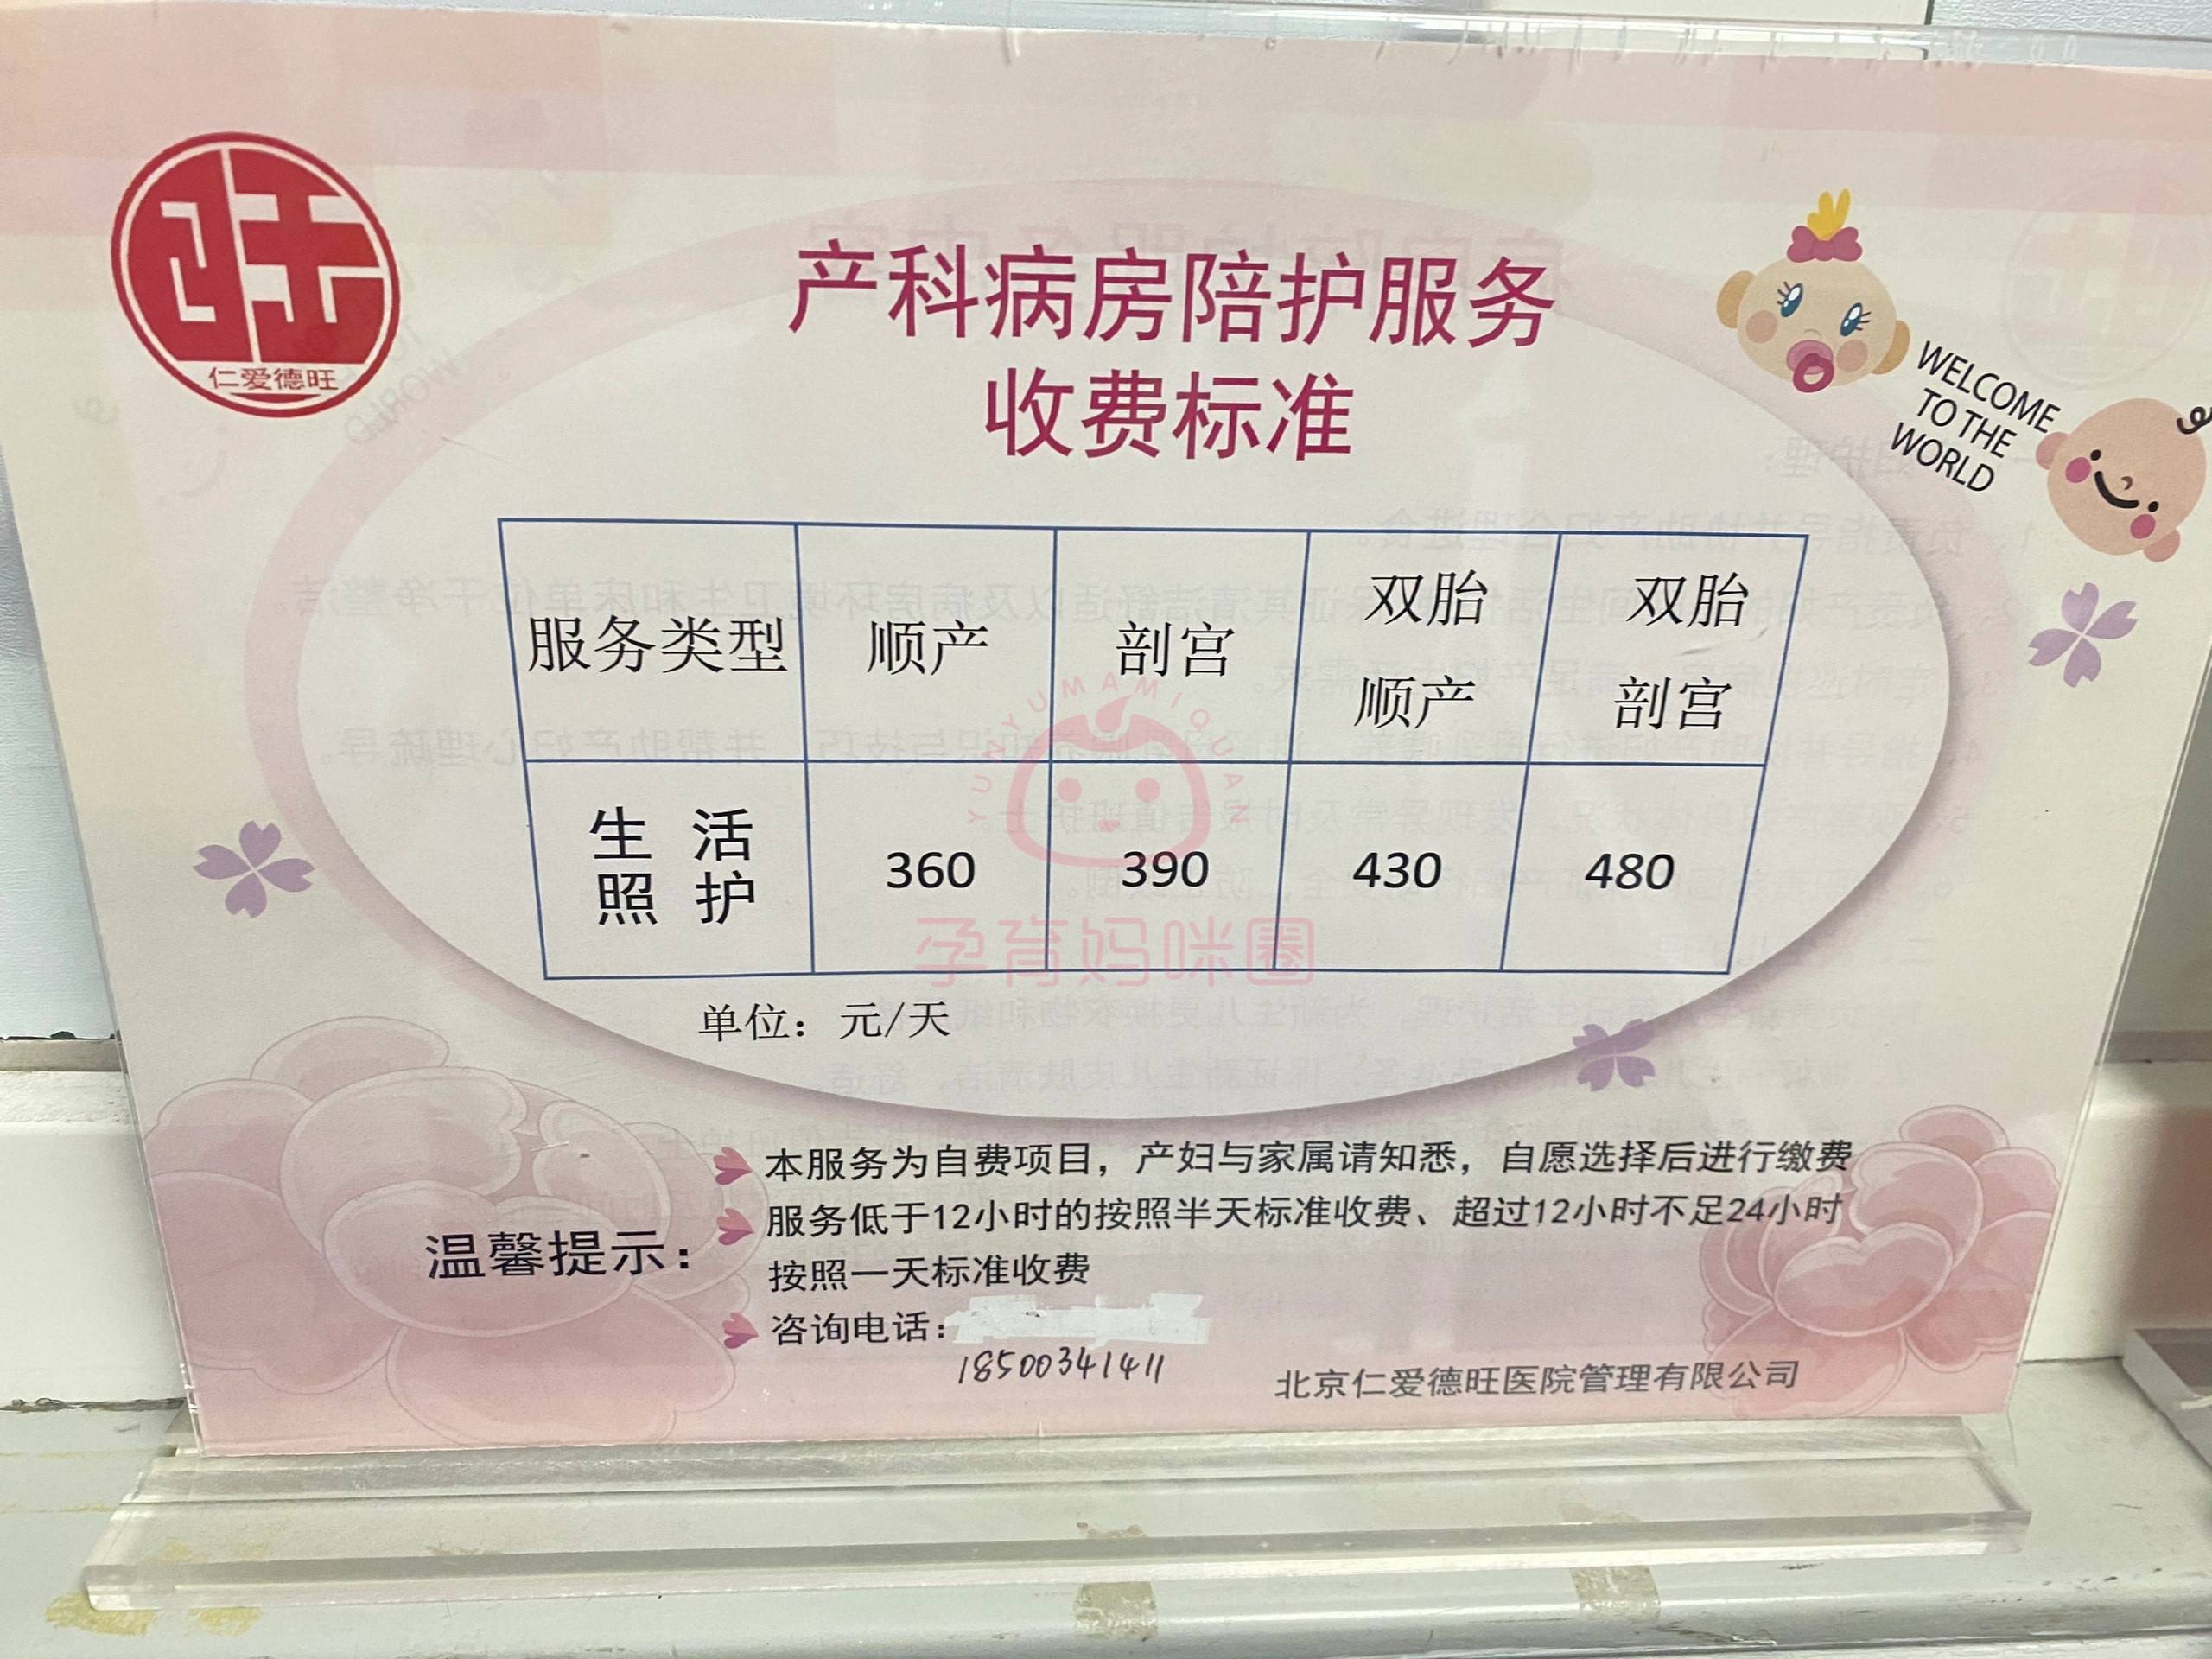 仁爱德旺
产科病房陪护服务
收费标准
WELCOME
TO THE
WORLD
服务类型 顺产 剖宫 双胎顺产 双胎剖宫
生活照护 360 390 430 480
YUNYUMAMIQUAN
孕育妈咪圈
单位：元/天
温馨提示：
本服务为自费项目，产妇与家属请知悉，自愿选择后进行缴费
服务低于12小时的按照半天标准收费、超过12小时不足24小时
按照一天标准收费
咨询电话：
18500341411
北京仁爱德旺医院管理有限公司